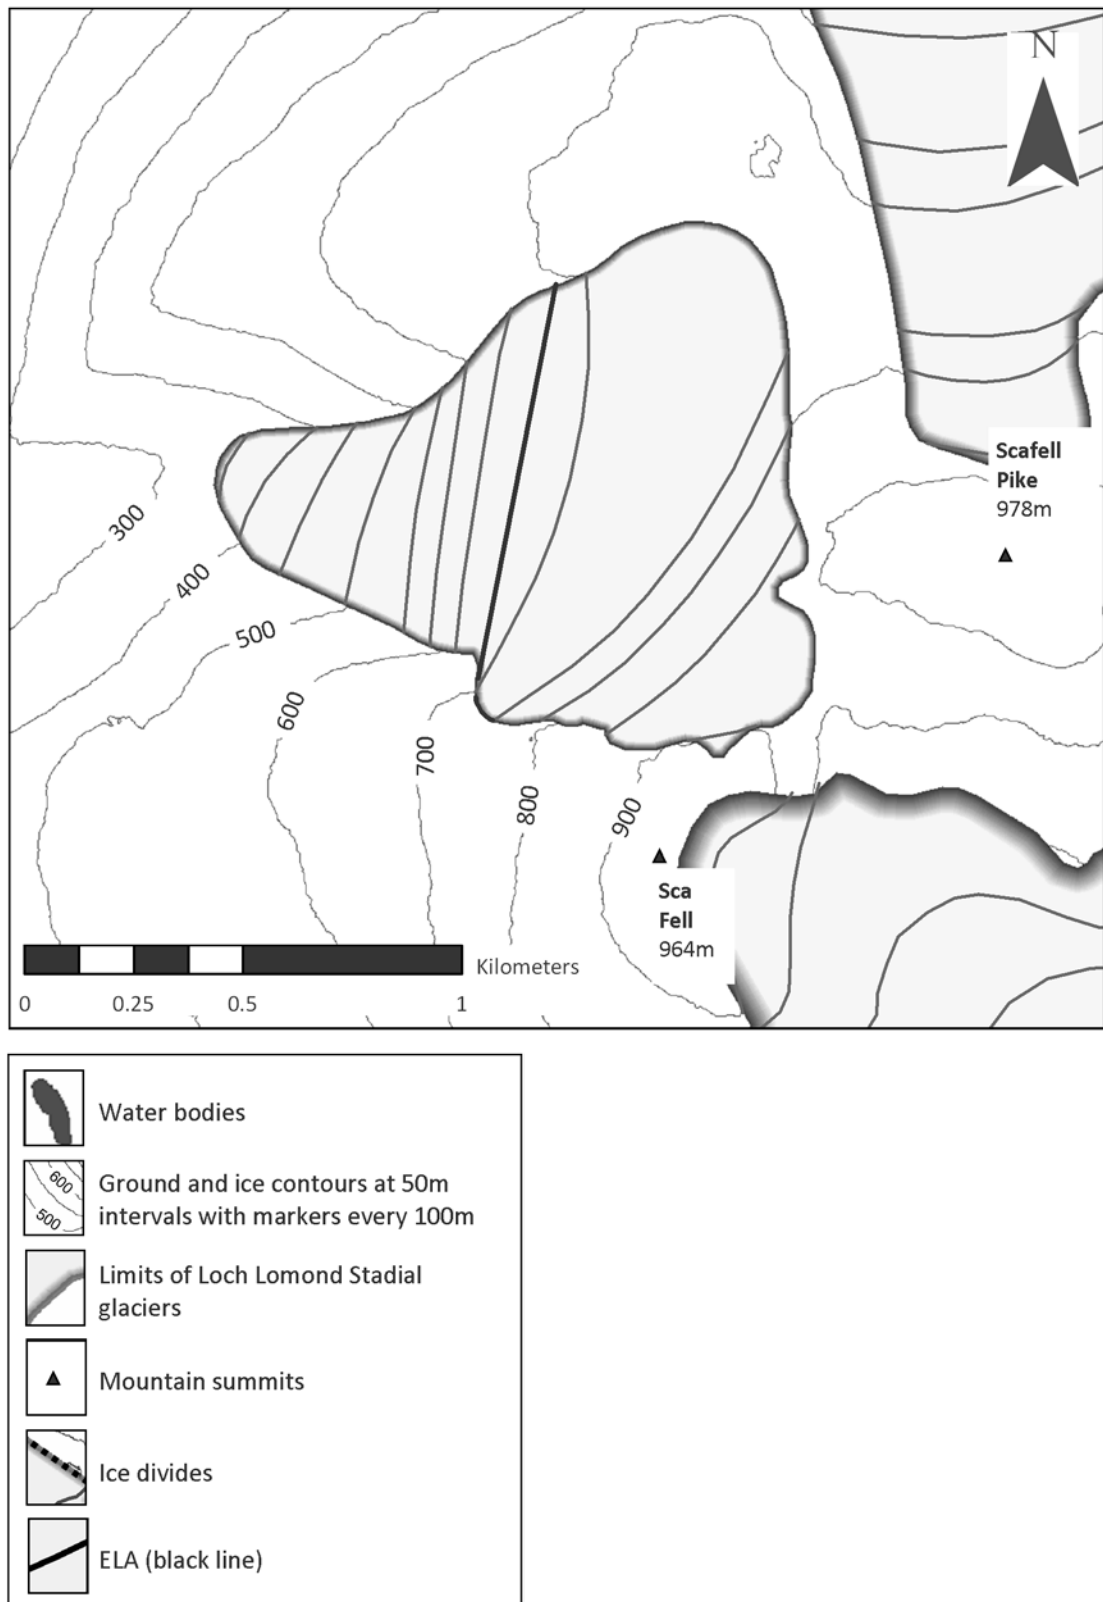 N
Scafell
Pike
978m
300
400
500
600
700
800
900
Sca
Fell
964m
Kilometers
0 0.25 0.5 1
Water bodies
600
500
Ground and ice contours at 50m
intervals with markers every 100m
Limits of Loch Lomond Stadial
glaciers
Mountain summits
Ice divides
ELA (black line)